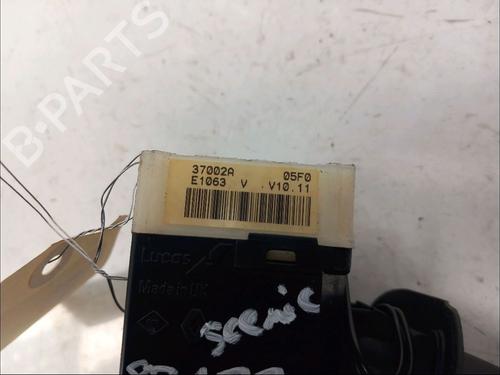 B-PARTS
37002A 05F0
E1063 V V10.11
Lucas
Made in UK
scenic